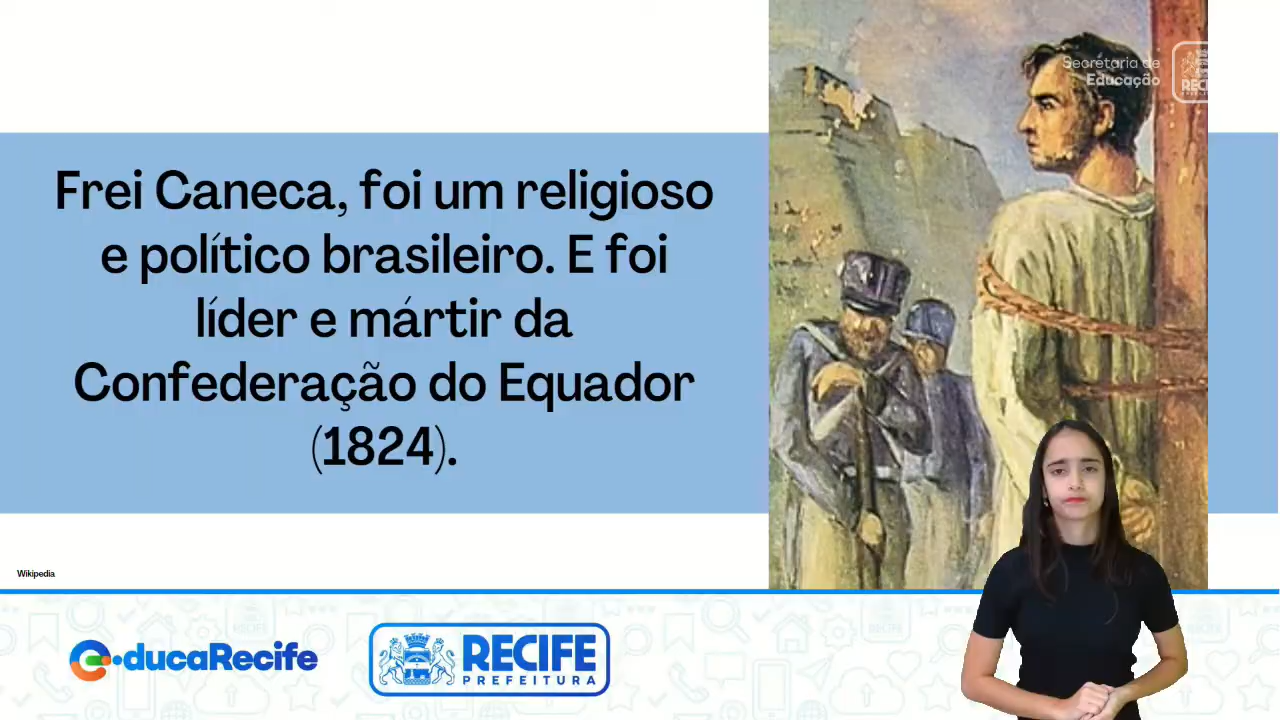 Secretaria de
Educação
RECIFE
Frei Caneca, foi um religioso
e político brasileiro. E foi
líder e mártir da
Confederação do Equador
(1824).
Wikipedia
ducaRecife
RECIFE
PREFEITURA